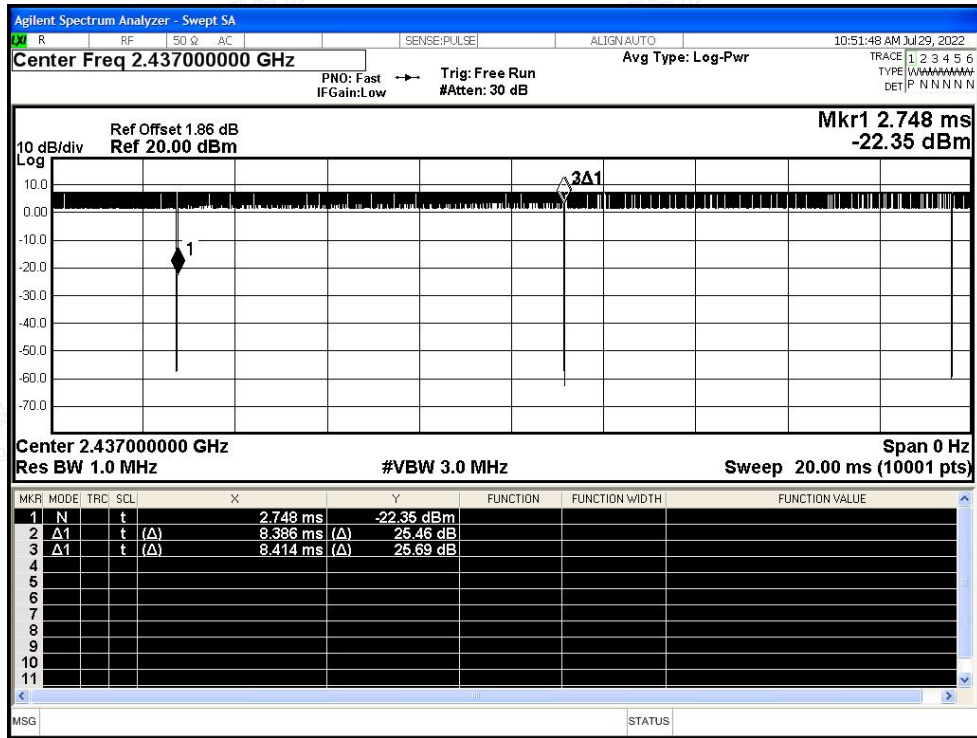 Agilent Spectrum Analyzer - Swept SA
LXI R RF 50 Ω AC SENSE:PULSE ALIGN AUTO 10:51:48 AM Jul 29, 2022
Center Freq 2.437000000 GHz Avg Type: Log-Pwr TRACE 1 2 3 4 5 6
PNO: Fast Trig: Free Run TYPE WWWWWW
IFGain:Low #Atten: 30 dB DET P N N N N N
Mkr1 2.748 ms
Ref Offset 1.86 dB
10 dB/div Ref 20.00 dBm -22.35 dBm
Log
3Δ1
10.0
0.00
-10.0
1
-20.0
-30.0
-40.0
-50.0
-60.0
-70.0
Center 2.437000000 GHz Span 0 Hz
Res BW 1.0 MHz #VBW 3.0 MHz Sweep 20.00 ms (10001 pts)
MKR MODE TRC SCL X Y FUNCTION FUNCTION WIDTH FUNCTION VALUE
1 N t 2.748 ms -22.35 dBm
2 Δ1 t (Δ) 8.386 ms (Δ) 25.46 dB
3 Δ1 t (Δ) 8.414 ms (Δ) 25.69 dB
4
5
6
7
8
9
10
11
MSG STATUS